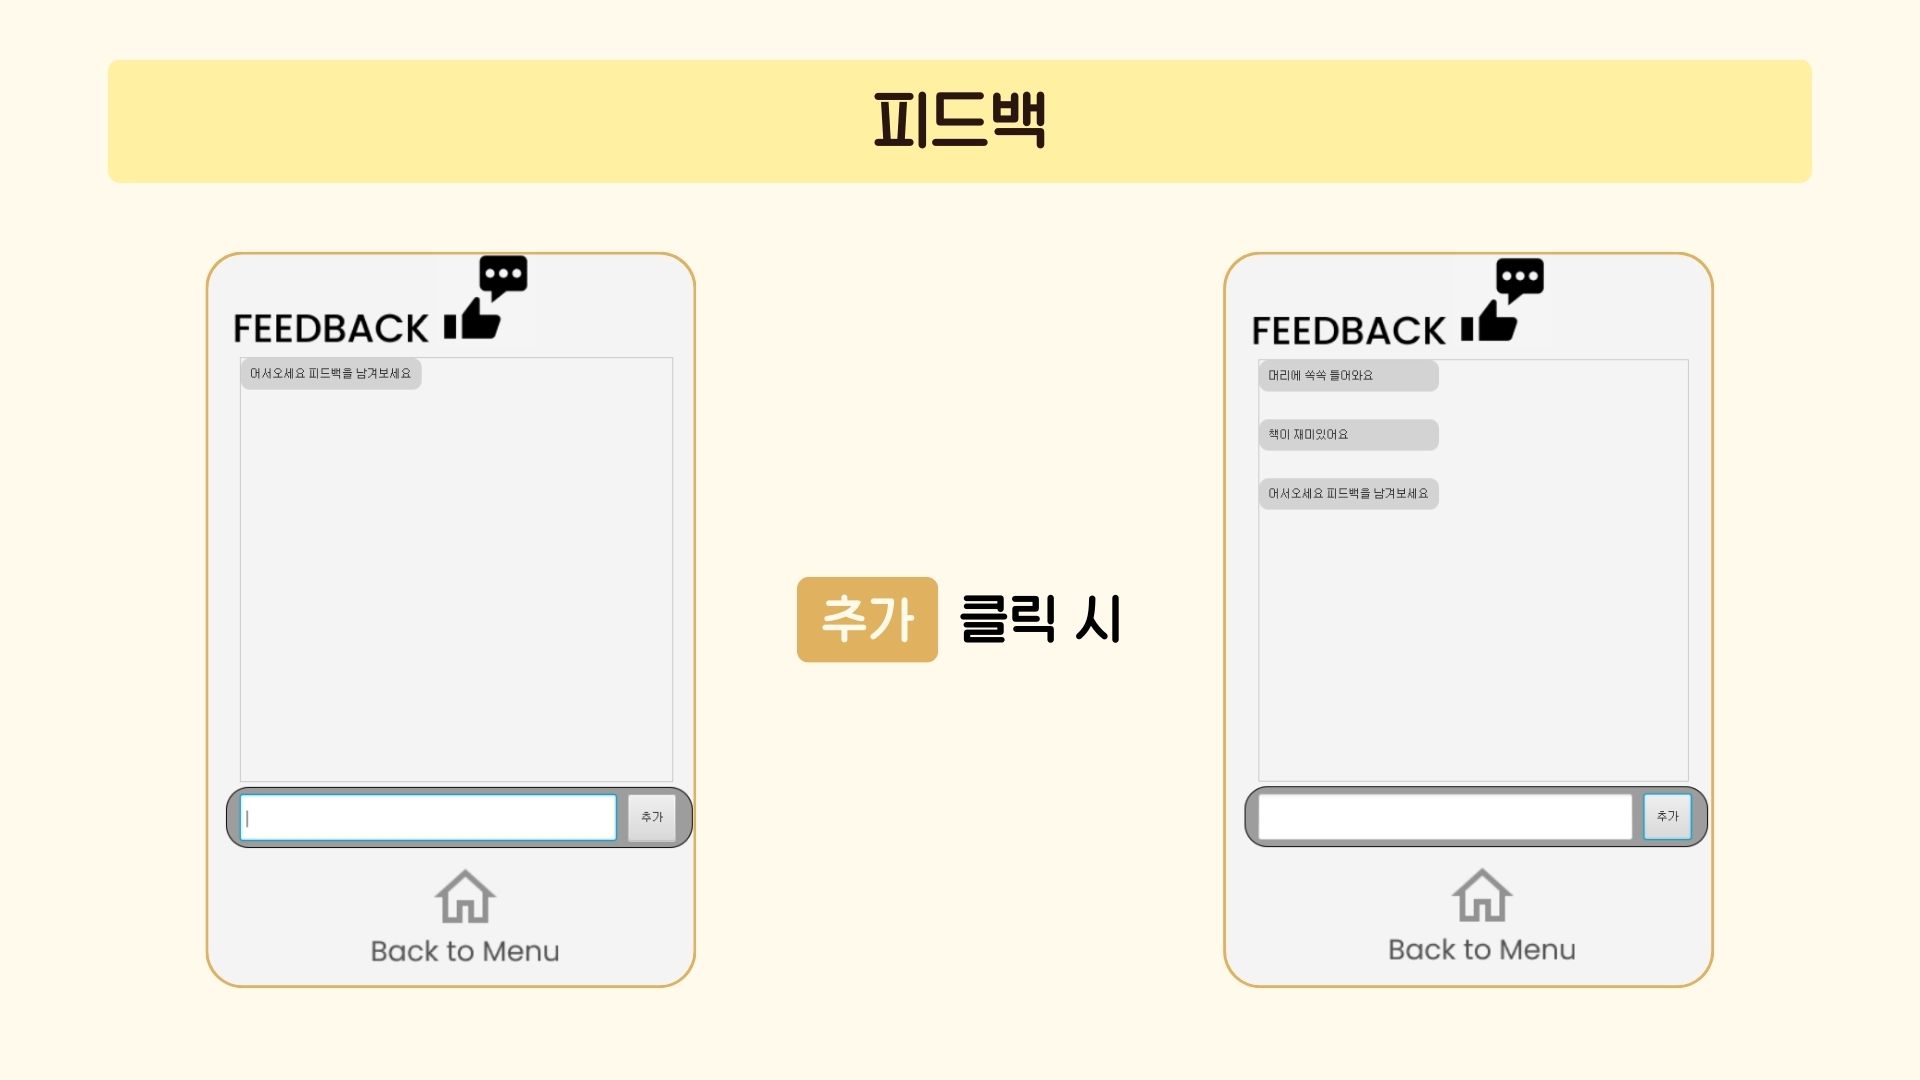 피드백
FEEDBACK
어서오세요 피드백을 남겨보세요
추가
Back to Menu
추가 클릭 시
FEEDBACK
머리에 쏙쏙 들어와요
책이 재미있어요
어서오세요 피드백을 남겨보세요
추가
Back to Menu